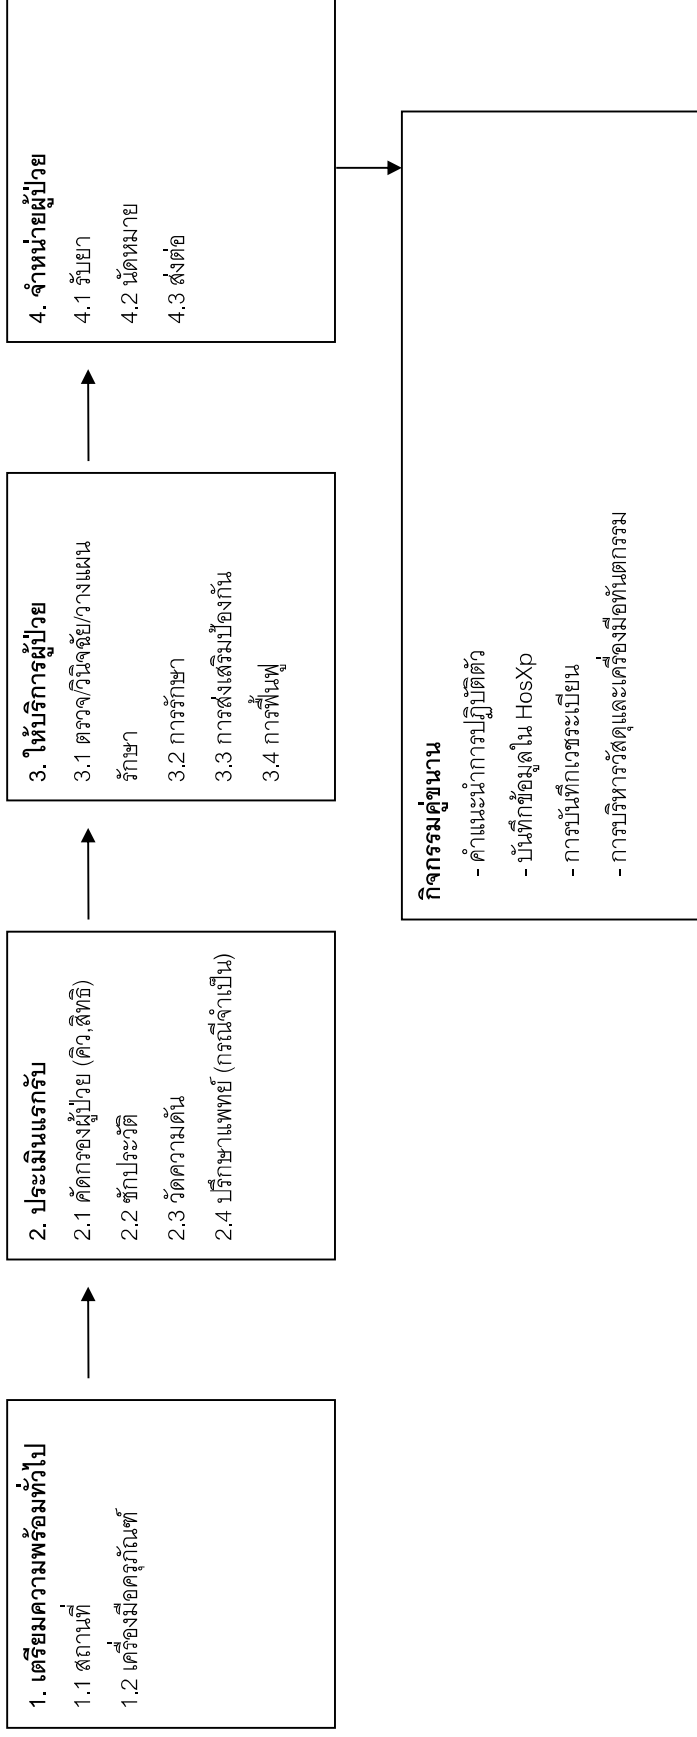 1. เตรียมความพร้อมทั่วไป
1.1 สถานที่
1.2 เครื่องมือครุภัณฑ์
2. ประเมินแรกรับ
2.1 คัดกรองผู้ป่วย (คิว,สิทธิ)
2.2 ซักประวัติ
2.3 วัดความดัน
2.4 ปรึกษาแพทย์ (กรณีจำเป็น)
3. ให้บริการผู้ป่วย
3.1 ตรวจ/วินิจฉัย/วางแผน
รักษา
3.2 การรักษา
3.3 การส่งเสริมป้องกัน
3.4 การฟื้นฟู
4. จำหน่ายผู้ป่วย
4.1 รับยา
4.2 นัดหมาย
4.3 ส่งต่อ
กิจกรรมคู่ขนาน
- คำแนะนำการปฏิบัติตัว
- บันทึกข้อมูลใน HosXp
- การบันทึกเวชระเบียน
- การบริหารวัสดุและเครื่องมือทันตกรรม